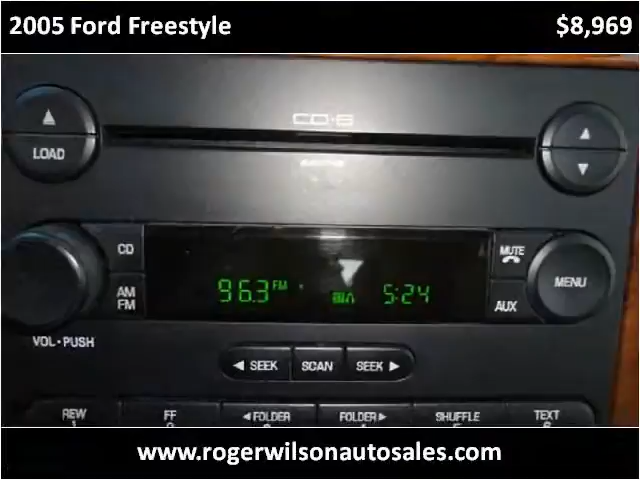 2005 Ford Freestyle $8,969
CD·6
LOAD
CD
MUTE
MENU
96.3 FM 5:24
AM
FM
AUX
VOL·PUSH
SEEK SCAN SEEK
REW FF FOLDER FOLDER SHUFFLE TEXT
www.rogerwilsonautosales.com